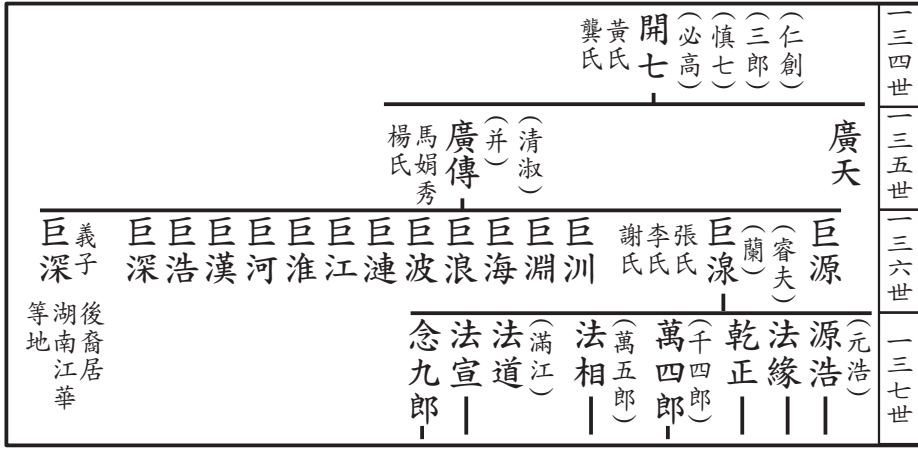 一三四世
(仁創)
(三郎)
(慎七)
(必高)
開七
黃氏
龔氏
一三五世
廣天
(清淑)
(并)
廣傳
馬娟秀
楊氏
一三六世
巨源
(睿夫)
(蘭)
巨湶
張氏
李氏
謝氏
巨汌
巨淵
巨海
巨浪
巨波
巨漣
巨江
巨淮
巨河
巨漢
巨浩
巨深
義子
巨深
後裔居
湖南江華
等地
一三七世
(元浩)
源浩
法緣
乾正
(千四郎)
萬四郎
(萬五郎)
法相
(滿江)
法道
法宣
念九郎